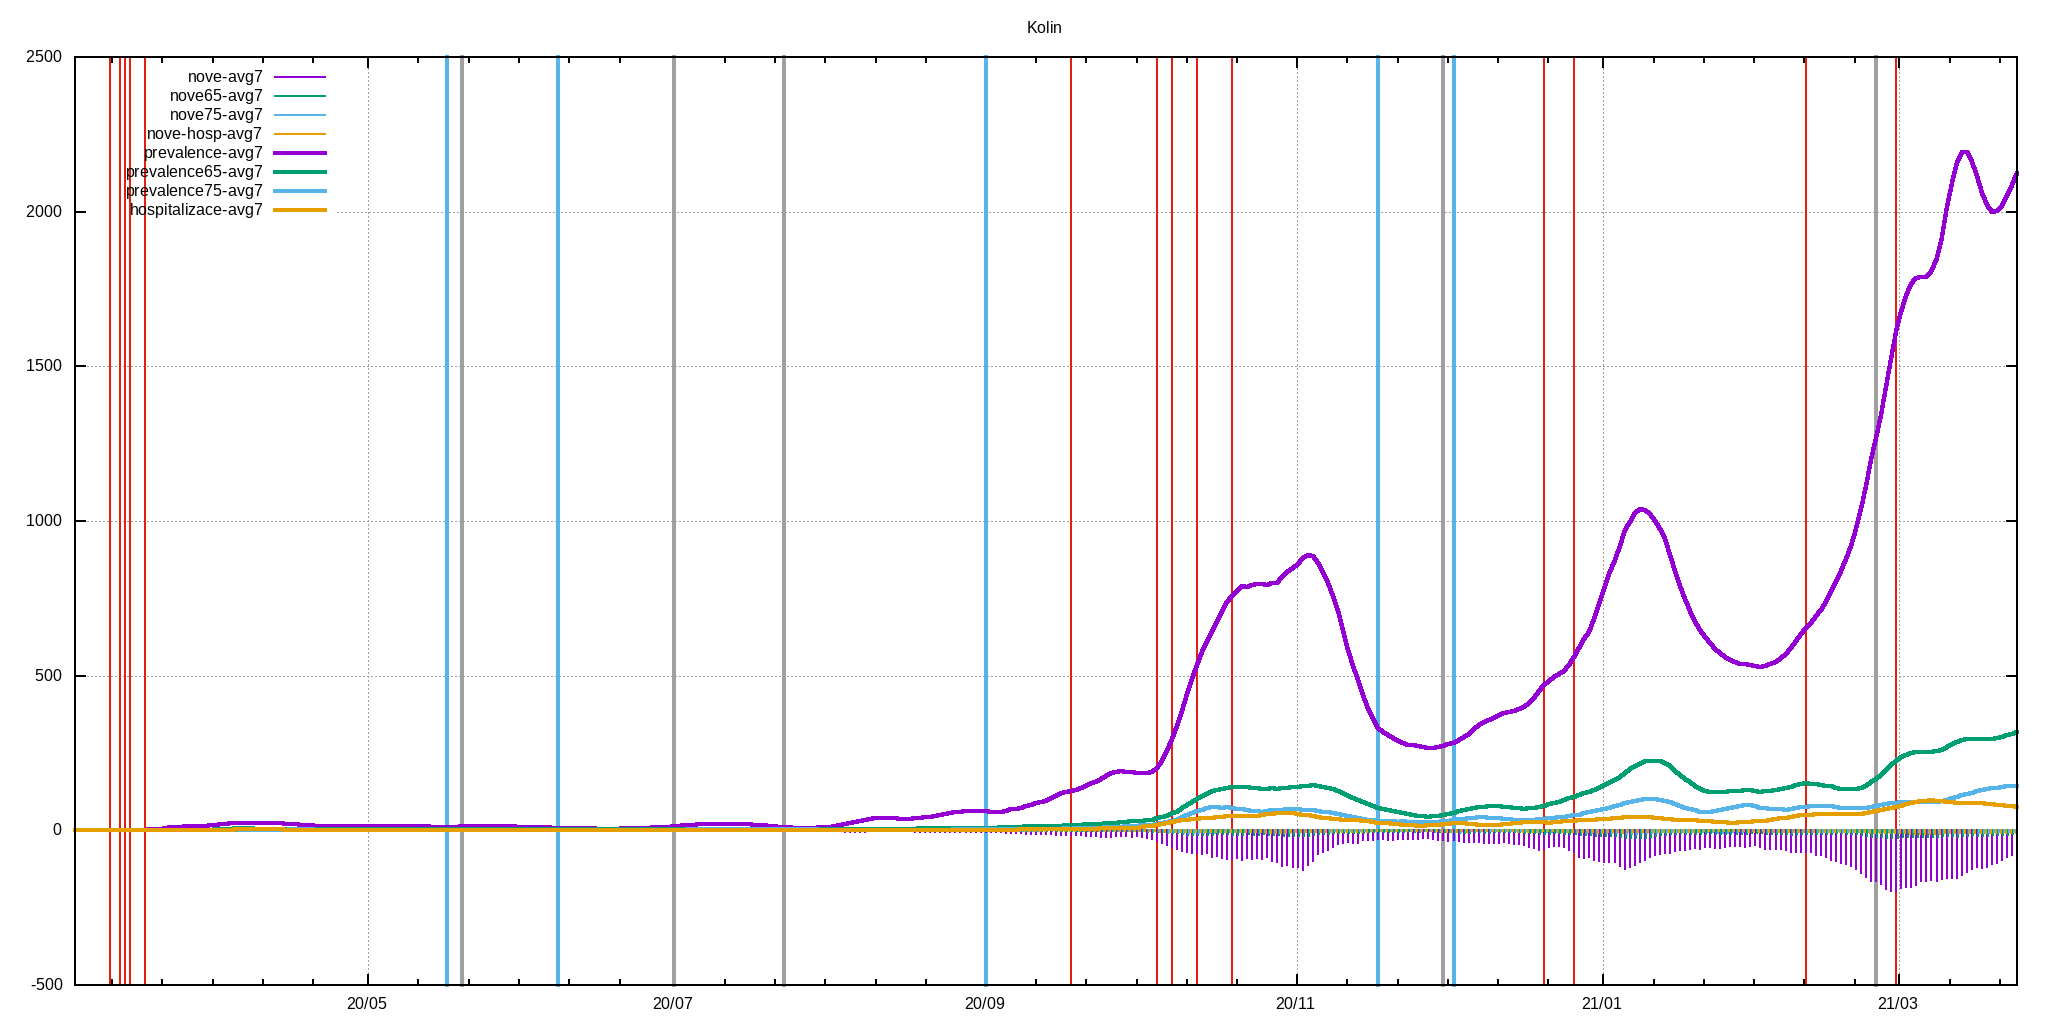 Kolin
2500
nove-avg7
nove65-avg7
nove75-avg7
nove-hosp-avg7
prevalence-avg7
prevalence65-avg7
prevalence75-avg7
hospitalizace-avg7
2000
1500
1000
500
0
-500
20/05
20/07
20/09
20/11
21/01
21/03